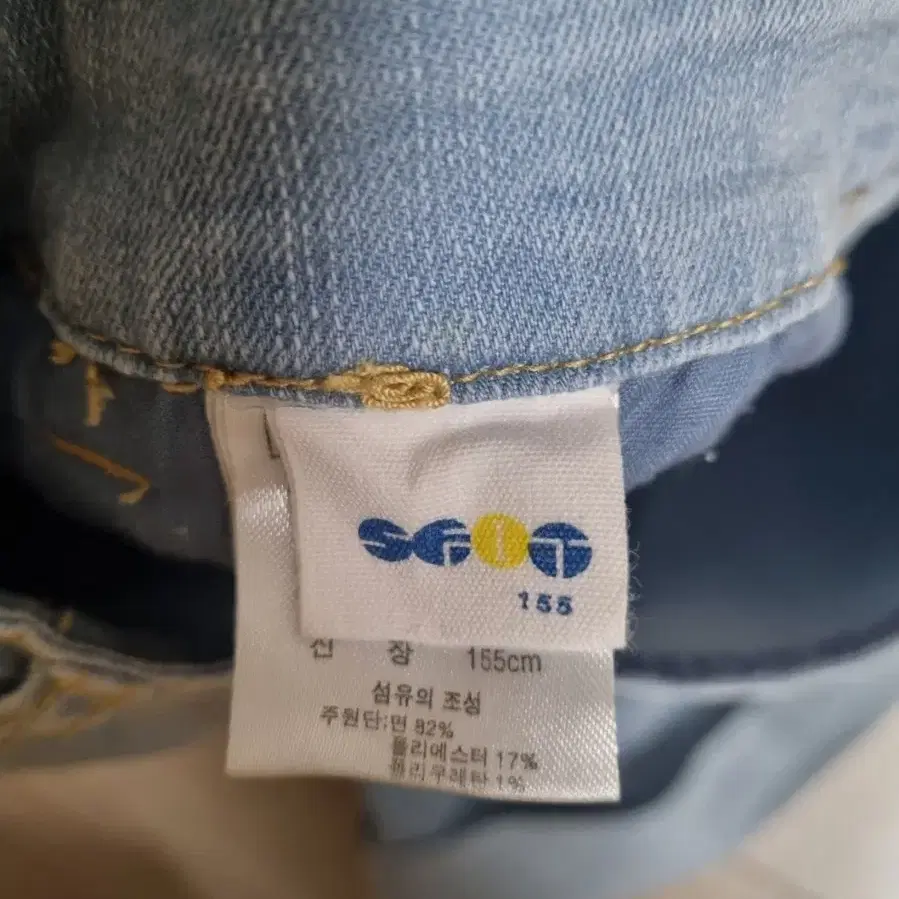 SFIT
155
신 장 155cm
섬유의 조성
주원단;면 82%
폴리에스터 17%
폴리우레탄 1%